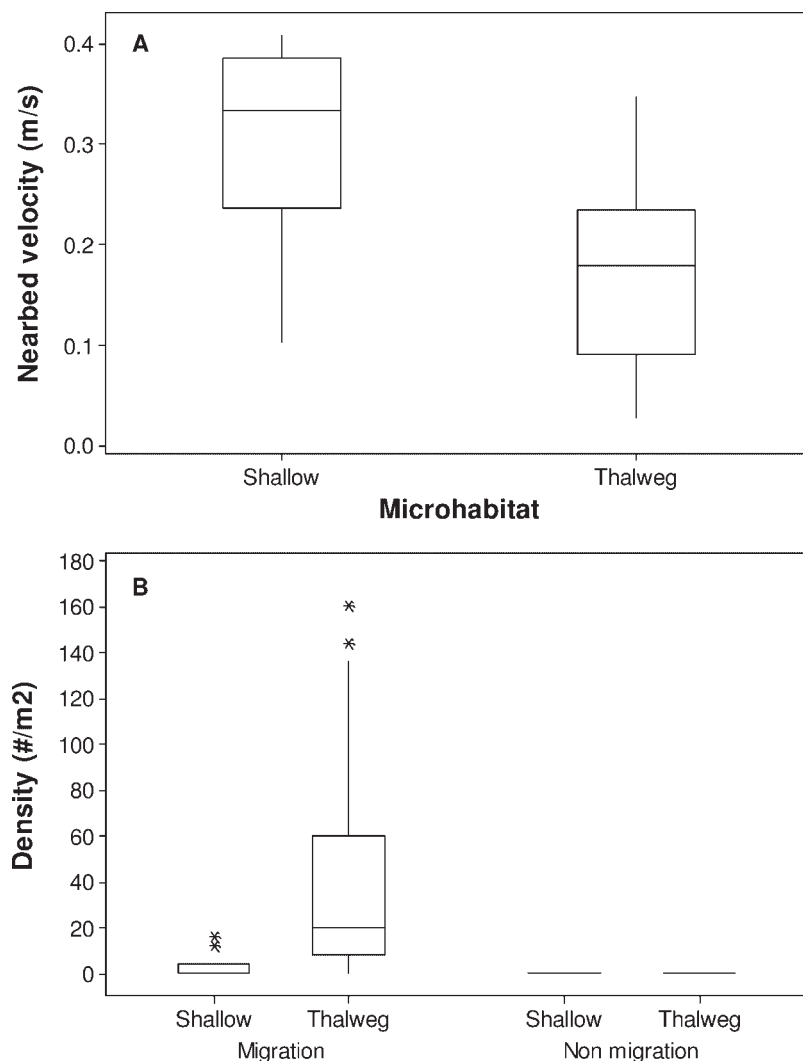 A
Nearbed velocity (m/s)
0.4
0.3
0.2
0.1
0.0
Shallow Thalweg
Microhabitat
B
Density (#/m2)
180
160
140
120
100
80
60
40
20
0
Shallow Thalweg Shallow Thalweg
Migration Non migration